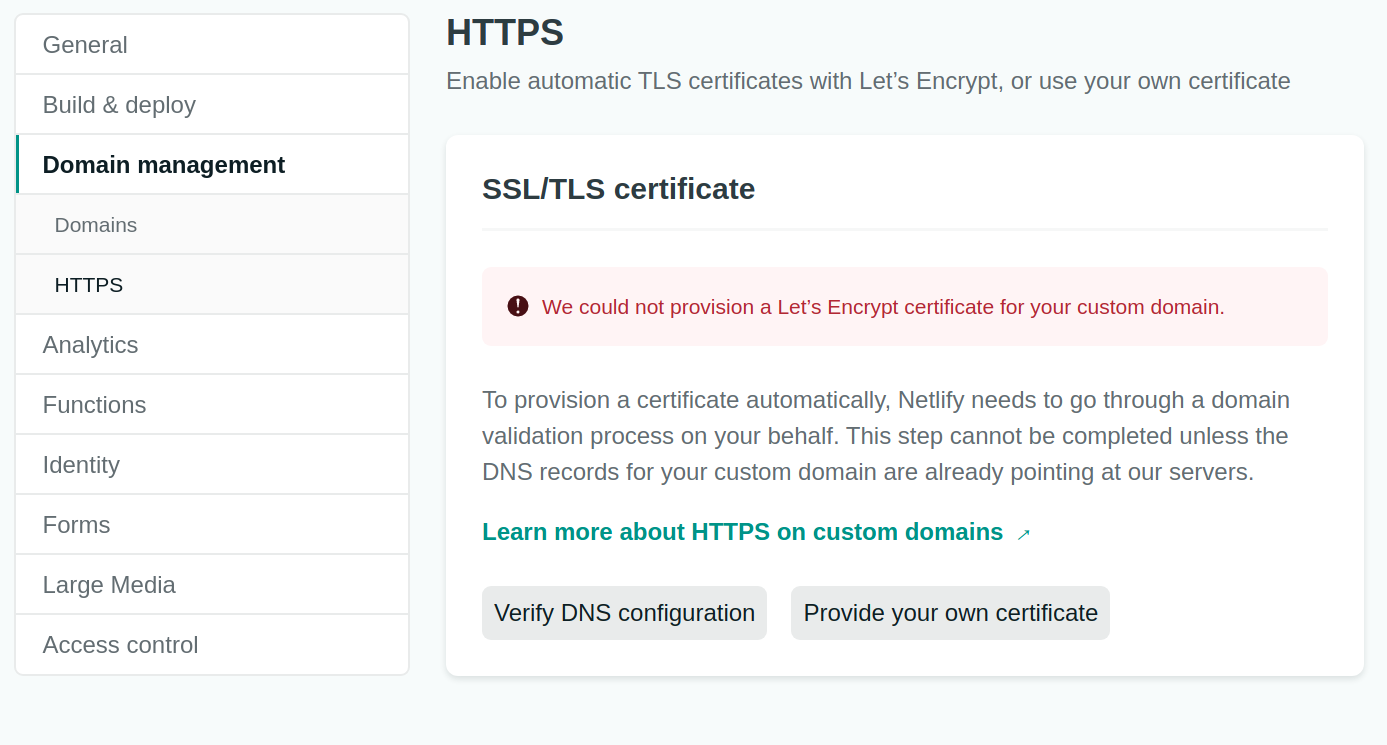 General
Build & deploy
Domain management
Domains
HTTPS
Analytics
Functions
Identity
Forms
Large Media
Access control
HTTPS
Enable automatic TLS certificates with Let’s Encrypt, or use your own certificate
SSL/TLS certificate
We could not provision a Let’s Encrypt certificate for your custom domain.
To provision a certificate automatically, Netlify needs to go through a domain
validation process on your behalf. This step cannot be completed unless the
DNS records for your custom domain are already pointing at our servers.
Learn more about HTTPS on custom domains →
Verify DNS configuration
Provide your own certificate